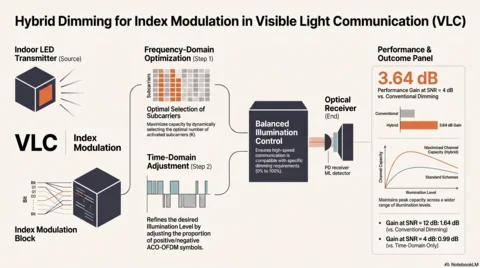 Hybrid Dimming for Index Modulation in Visible Light Communication (VLC)
Indoor LED
Transmitter (Source)
VLC
Index
Modulation
Bit
Bit
Bit
Index Modulation
Block
Frequency-Domain
Optimization (Step 1)
Subcarriers
Optimal Selection of
Subcarriers
Maximizes capacity by dynamically
selecting the optimal number of
activated subcarriers (K).
Time-Domain
Adjustment (Step 2)
Refines the desired
Illumination Level by
adjusting the proportion
of positive/negative
ACO-OFDM symbols.
Balanced
Illumination
Control
Ensures high-speed
communication is
compatible with specific
dimming requirements
(0% to 100%).
Optical
Receiver
(End)
PD receiver
ML detector
Performance &
Outcome Panel
3.64 dB
Performance Gain at SNR = 4 dB
vs. Conventional Dimming
Conventional
Hybrid
3.64 dB Gain
Channel Capacity
Maximized Channel
Capacity (Hybrid)
Standard Schemes
Illumination Level
Maintains peak capacity across a wider
range of illumination levels.
• Gain at SNR = 12 dB: 1.64 dB
(vs. Conventional Dimming)
• Gain at SNR = 4 dB: 0.99 dB
(vs. Time-Domain Only)
NotebookLM